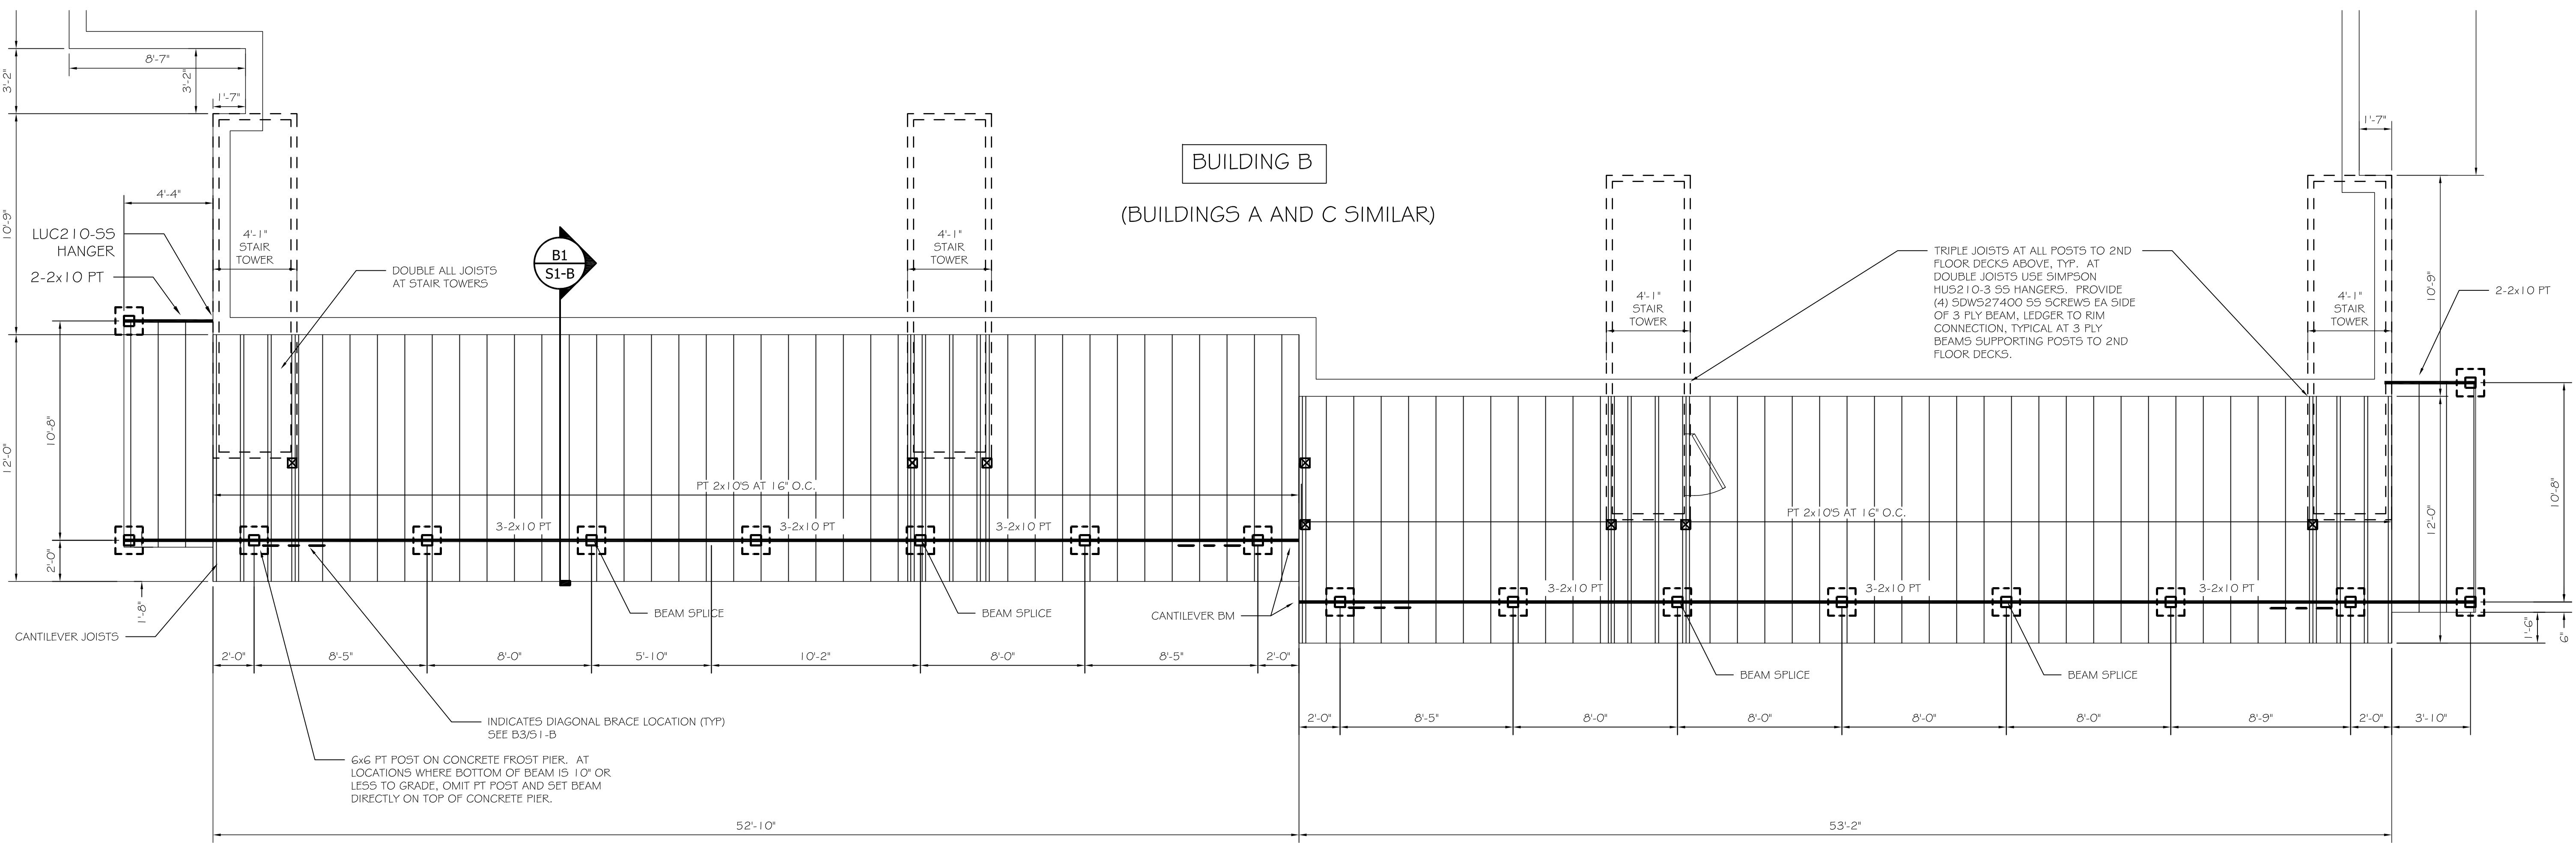 8'-7"
3'-2"
3'-2"
1'-7"
1'-7"
BUILDING B
(BUILDINGS A AND C SIMILAR)
4'-4"
10'-9"
LUC210-SS
HANGER
2-2x10 PT
4'-1"
STAIR
TOWER
DOUBLE ALL JOISTS
AT STAIR TOWERS
B1
S1-B
4'-1"
STAIR
TOWER
4'-1"
STAIR
TOWER
TRIPLE JOISTS AT ALL POSTS TO 2ND
FLOOR DECKS ABOVE, TYP. AT
DOUBLE JOISTS USE SIMPSON
HUS210-3 SS HANGERS. PROVIDE
(4) SDWS27400 SS SCREWS EA SIDE
OF 3 PLY BEAM, LEDGER TO RIM
CONNECTION, TYPICAL AT 3 PLY
BEAMS SUPPORTING POSTS TO 2ND
FLOOR DECKS.
4'-1"
STAIR
TOWER
10'-9"
2-2x10 PT
12'-0"
10'-8"
2'-0"
1'-8"
PT 2x10'S AT 16" O.C.
3-2x10 PT
3-2x10 PT
3-2x10 PT
PT 2x10'S AT 16" O.C.
12'-0"
10'-8"
3-2x10 PT
3-2x10 PT
3-2x10 PT
1'-6"
6"
CANTILEVER JOISTS
BEAM SPLICE
BEAM SPLICE
CANTILEVER BM
2'-0"
8'-5"
8'-0"
5'-10"
10'-2"
8'-0"
8'-5"
2'-0"
BEAM SPLICE
BEAM SPLICE
2'-0"
8'-5"
8'-0"
8'-0"
8'-0"
8'-0"
8'-9"
2'-0"
3'-10"
INDICATES DIAGONAL BRACE LOCATION (TYP)
SEE B3/S1-B
6x6 PT POST ON CONCRETE FROST PIER. AT
LOCATIONS WHERE BOTTOM OF BEAM IS 10" OR
LESS TO GRADE, OMIT PT POST AND SET BEAM
DIRECTLY ON TOP OF CONCRETE PIER.
52'-10"
53'-2"